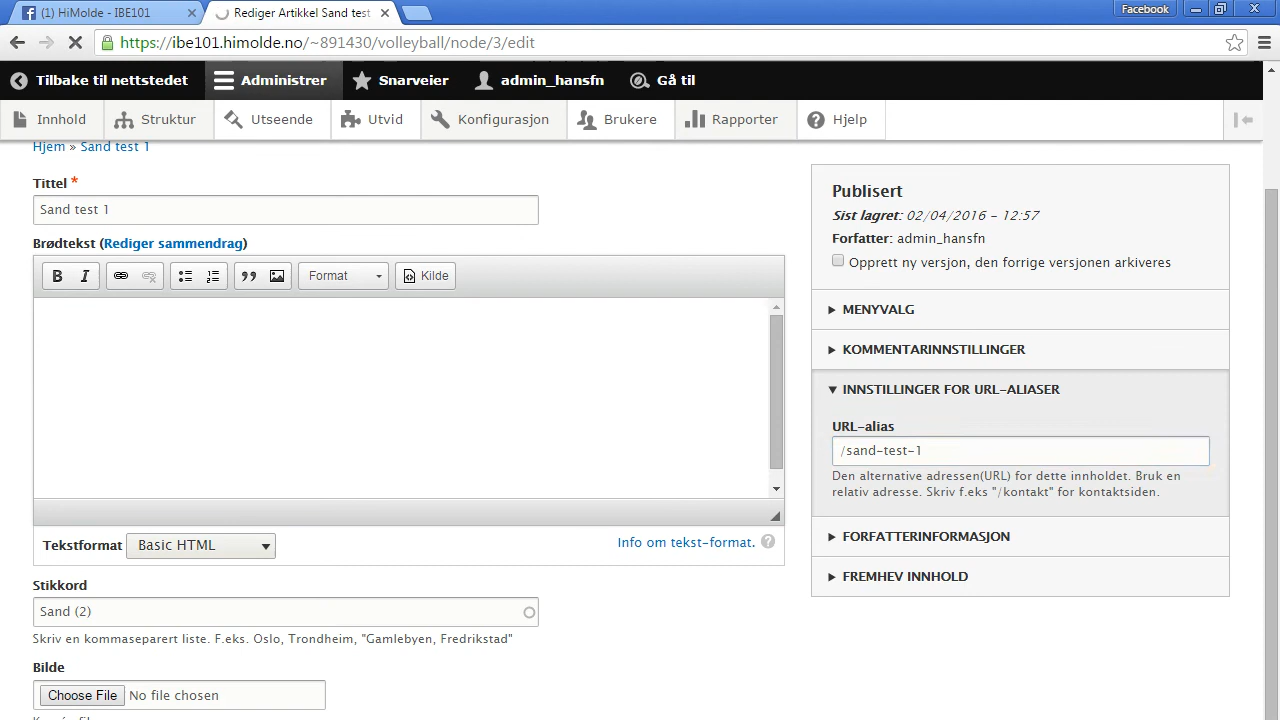 (1) HiMolde - IBE101
Rediger Artikkel Sand test
Facebook
https://ibe101.himolde.no/~891430/volleyball/node/3/edit
Tilbake til nettstedet
Administrer
Snarveier
admin_hansfn
Gå til
Innhold
Struktur
Utseende
Utvid
Konfigurasjon
Brukere
Rapporter
Hjelp
Hjem » Sand test 1
Tittel *
Sand test 1
Brødtekst (Rediger sammendrag)
B I
Format
Kilde
Tekstformat
Basic HTML
Info om tekst-format. ?
Stikkord
Sand (2)
Skriv en kommaseparert liste. F.eks. Oslo, Trondheim, "Gamlebyen, Fredrikstad"
Bilde
Choose File No file chosen
Publisert
Sist lagret: 02/04/2016 - 12:57
Forfatter: admin_hansfn
Opprett ny versjon, den forrige versjonen arkiveres
MENYVALG
KOMMENTARINNSTILLINGER
INNSTILLINGER FOR URL-ALIASER
URL-alias
/sand-test-1
Den alternative adressen(URL) for dette innholdet. Bruk en
relativ adresse. Skriv f.eks "/kontakt" for kontaktsiden.
FORFATTERINFORMASJON
FREMHEV INNHOLD